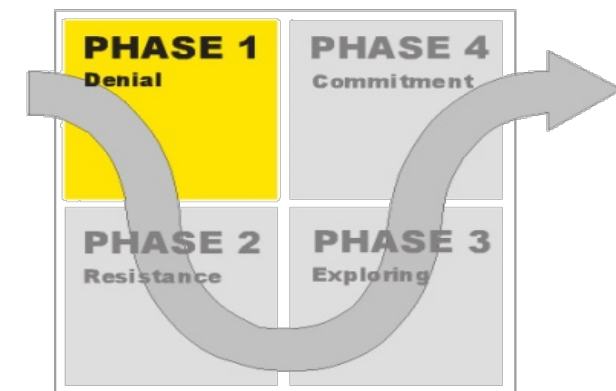 PHASE 1
Denial
PHASE 4
Commitment
PHASE 2
Resistance
PHASE 3
Exploring